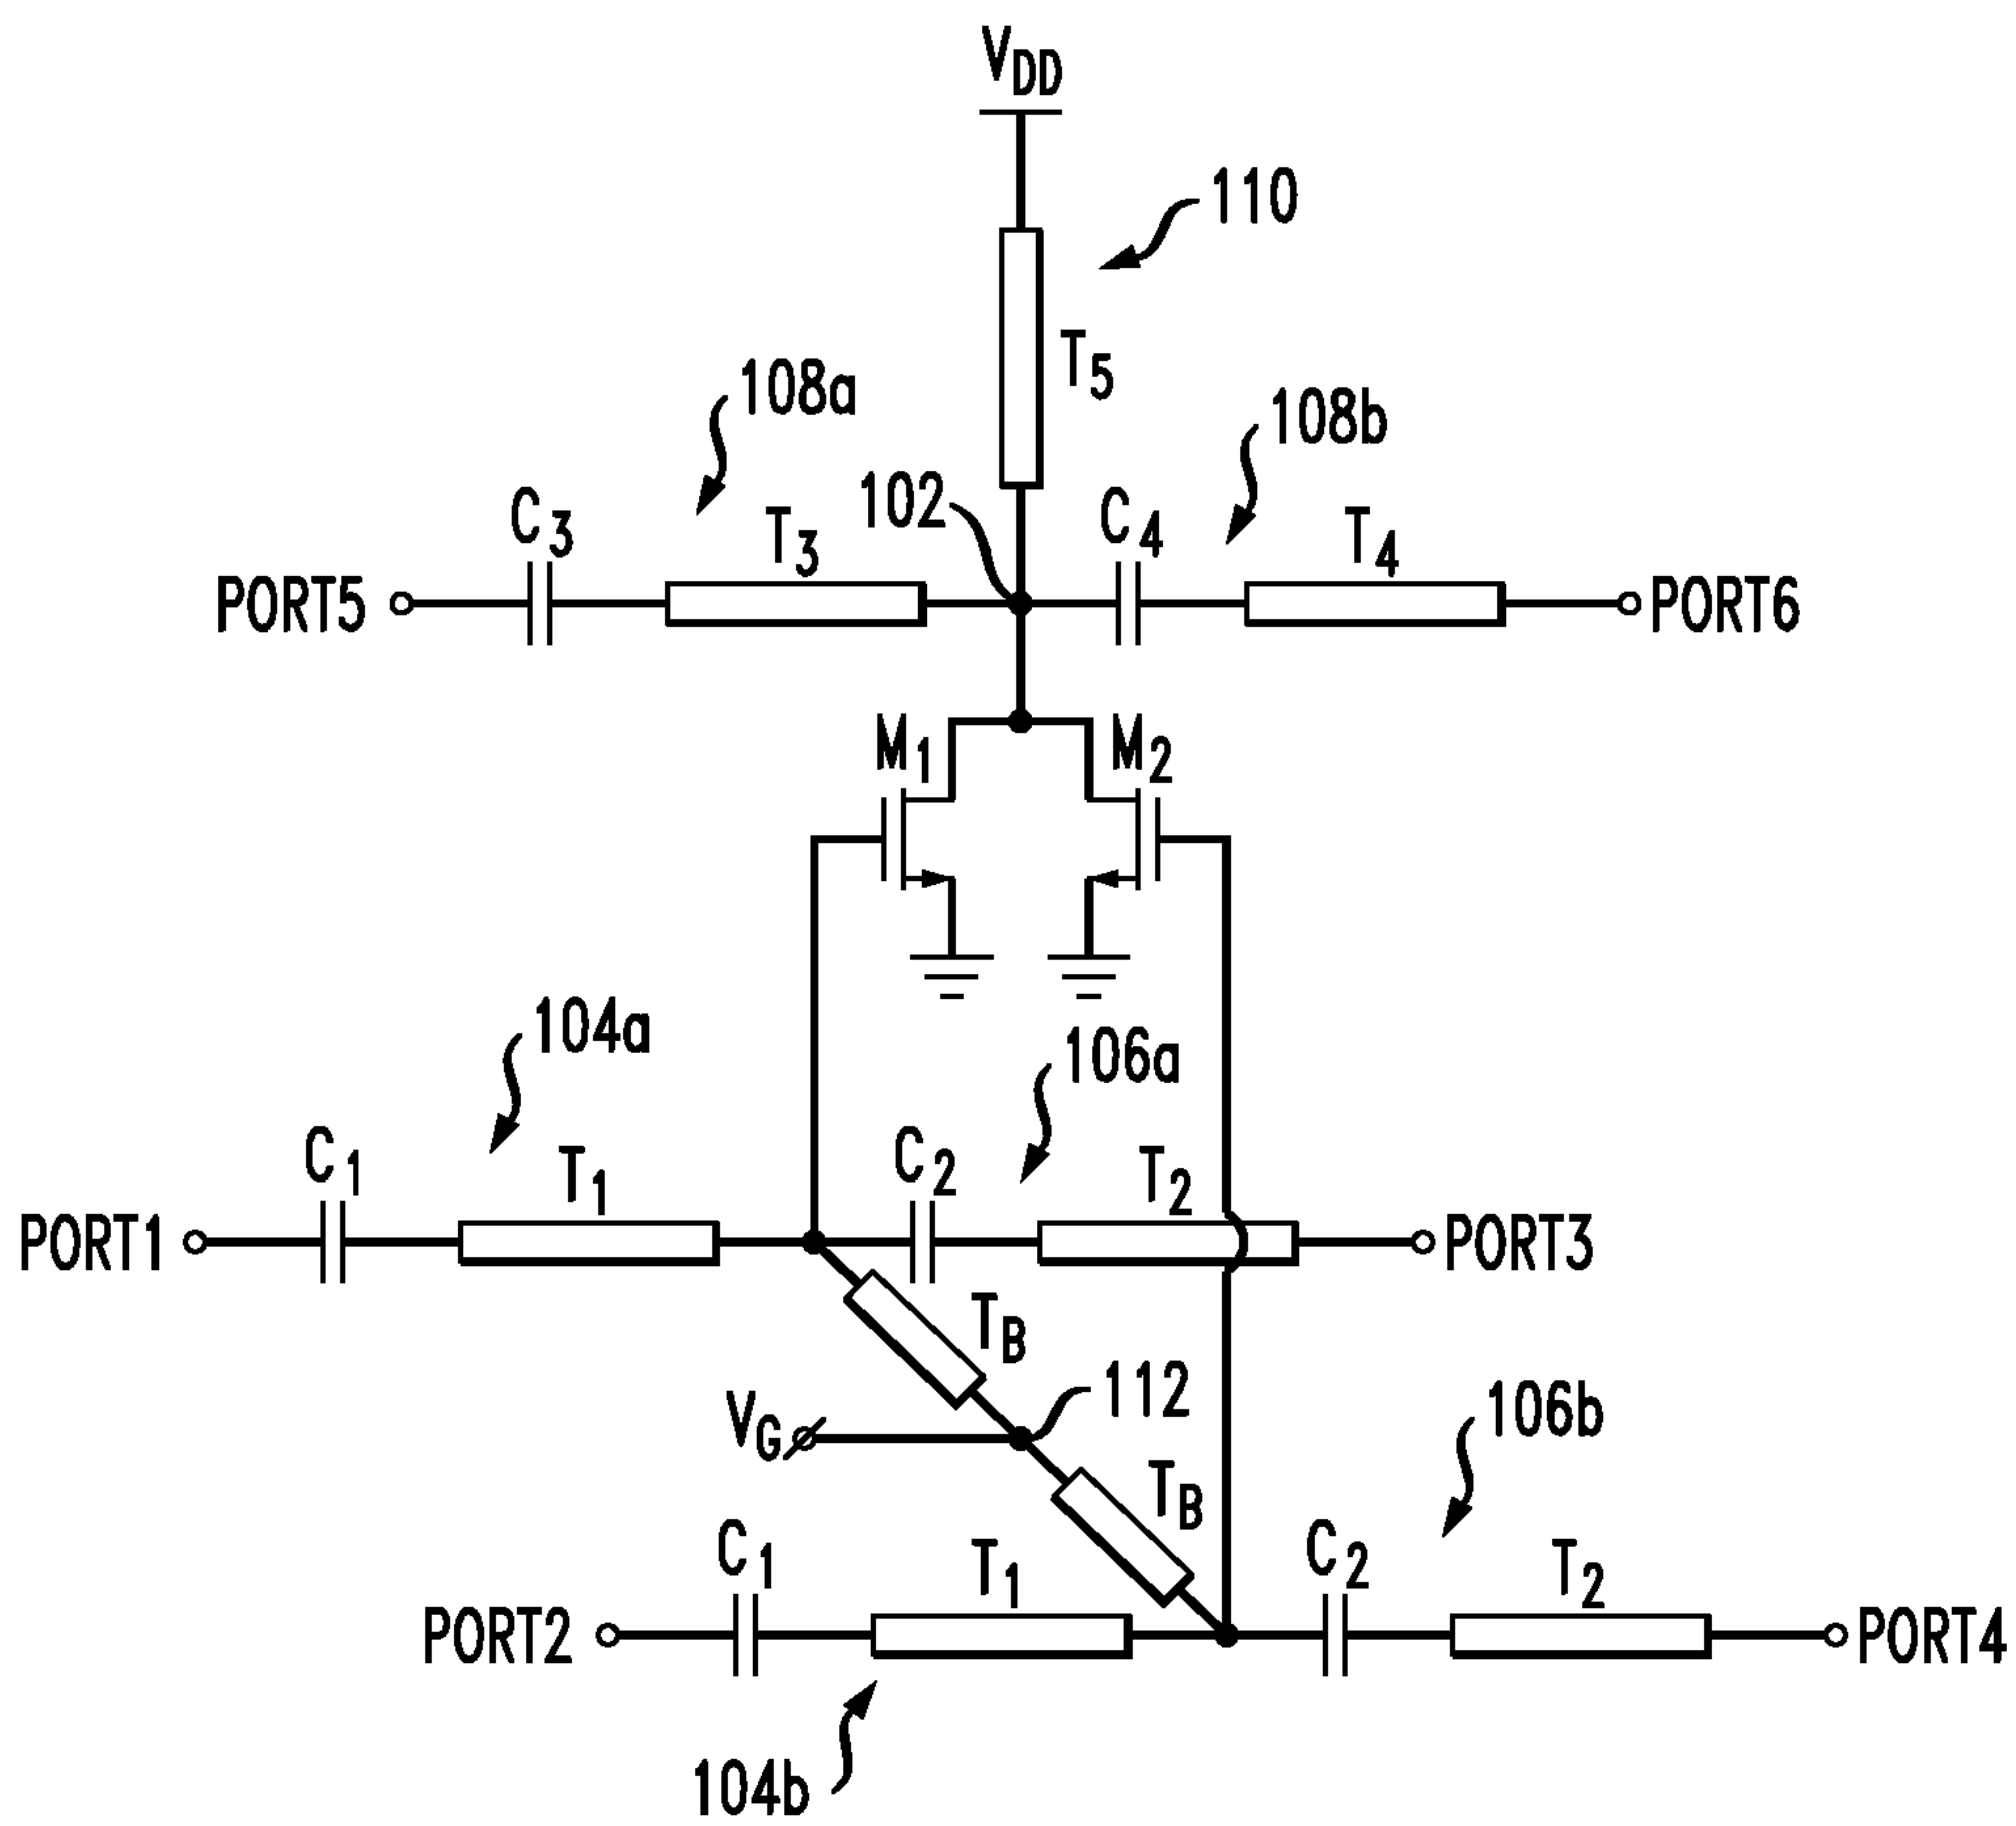 VDD
110
T5
108a
108b
102
C3
T3
C4
T4
PORT5
PORT6
M1
M2
104a
106a
C1
T1
C2
T2
PORT1
PORT3
TB
112
VG
106b
TB
C1
T1
C2
T2
PORT2
PORT4
104b